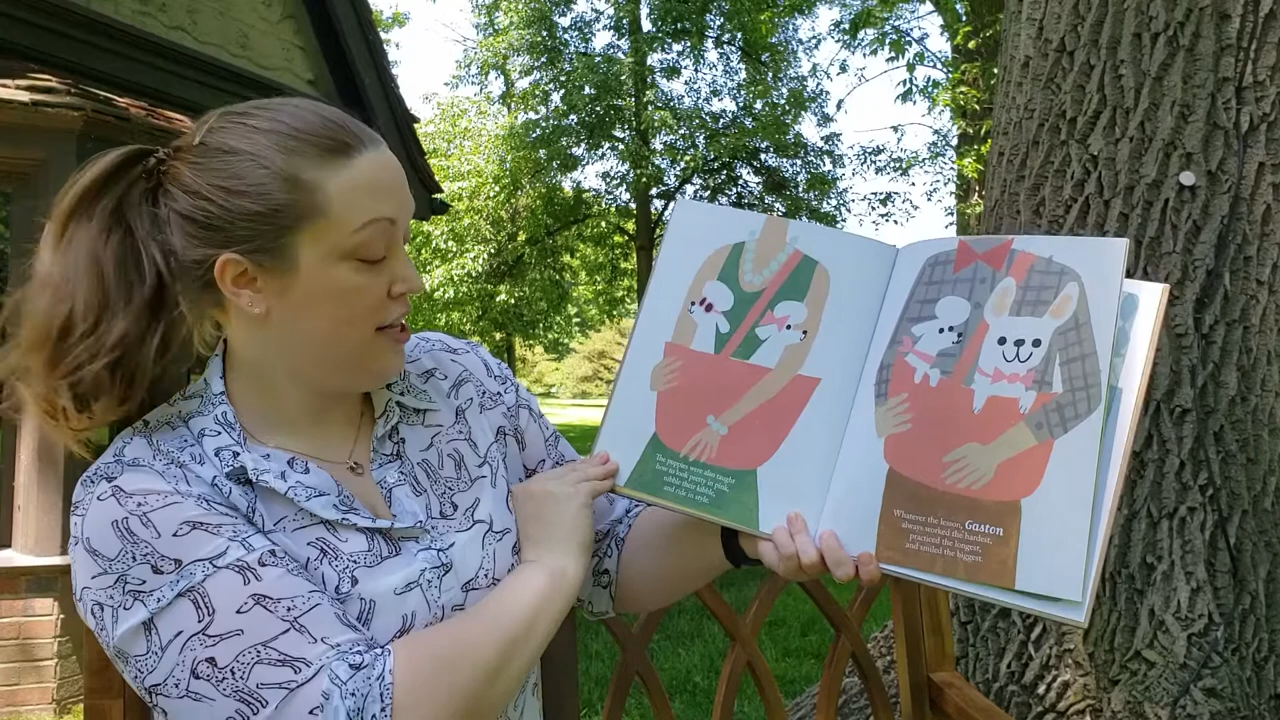 The puppies were also taught
how to look pretty in pink,
nibble their kibble,
and ride in style.
Whatever the lesson, Gaston
always worked the hardest,
practiced the longest,
and smiled the biggest.